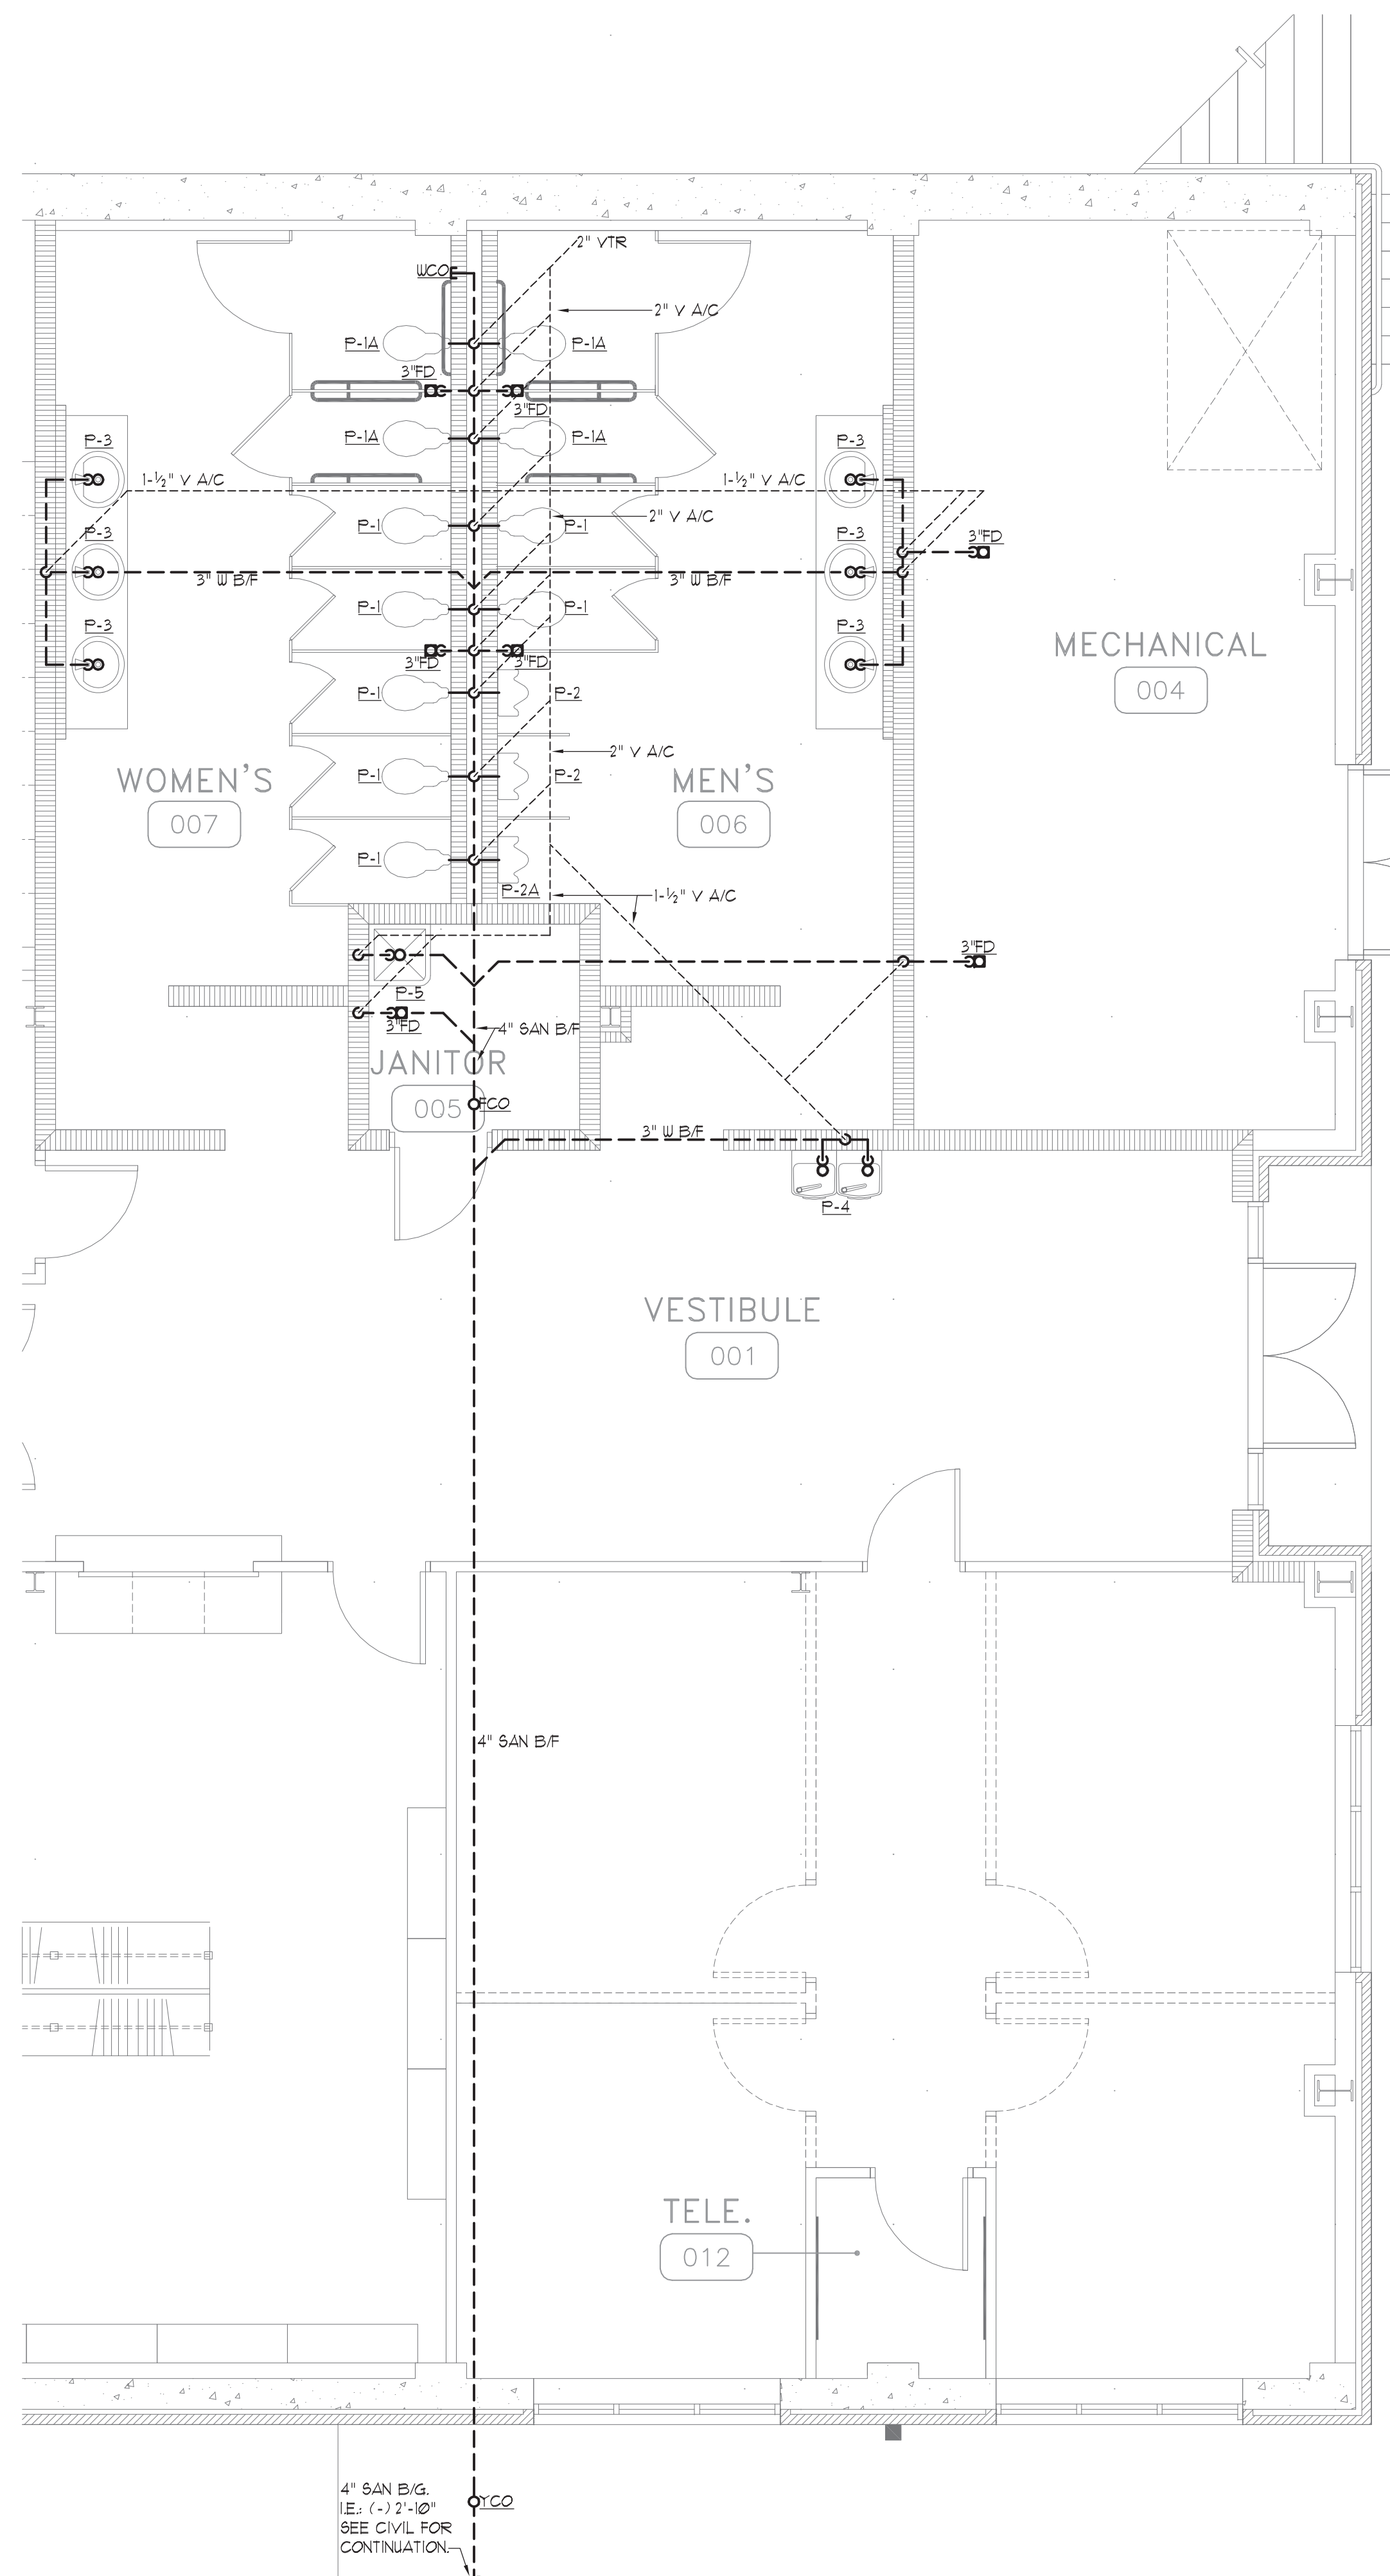 2" VTR
WCO
2" V A/C
P-1A
P-1A
3"FD
3"FD
P-1A
P-1A
P-3
P-3
1-½" V A/C
1-½" V A/C
2" V A/C
P-1
P-1
P-3
P-3
3"FD
3" W B/F
3" W B/F
P-1
P-1
P-3
P-3
3"FD
3"FD
MECHANICAL
004
P-1
P-2
2" V A/C
WOMEN'S
007
P-1
P-2
MEN'S
006
P-1
P-2A
1-½" V A/C
3"FD
P-5
3"FD
4" SAN B/F
JANITOR
005
FCO
3" W B/F
P-4
VESTIBULE
001
4" SAN B/F
TELE.
012
4" SAN B/G.
I.E.: (-) 2'-10"
SEE CIVIL FOR
CONTINUATION.
YCO